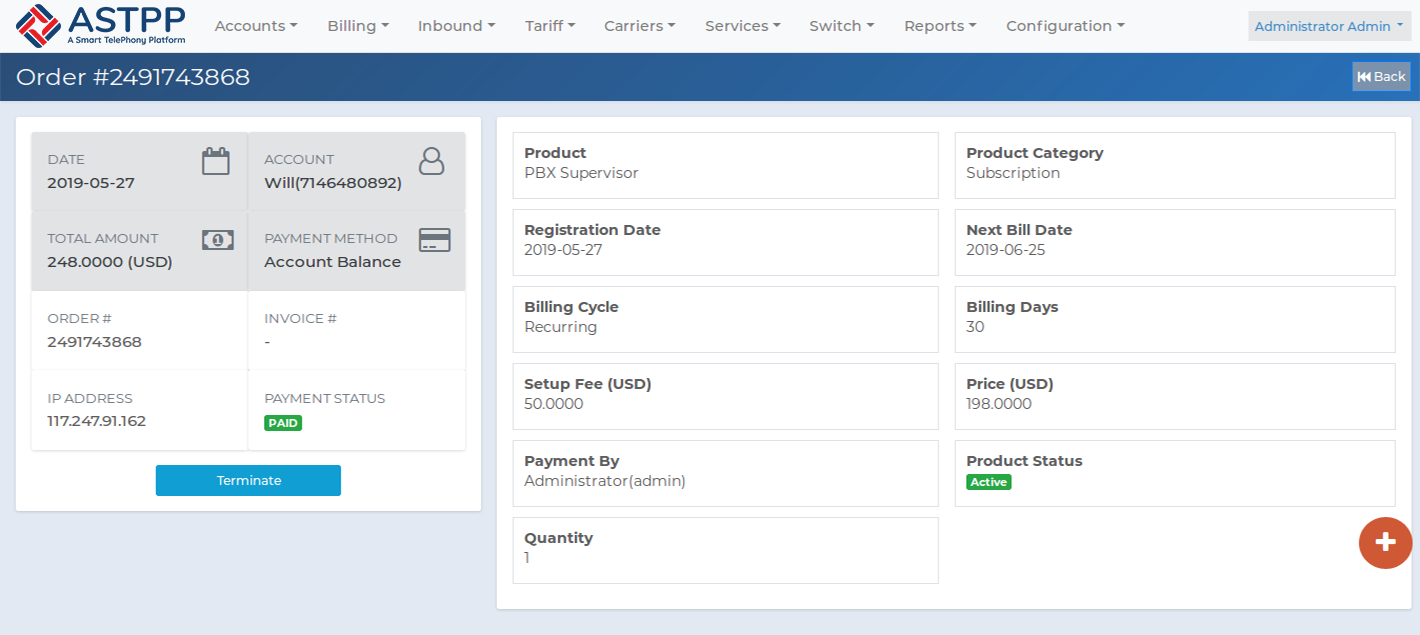 ASTPP
A Smart TelePhony Platform
Accounts Billing Inbound Tariff Carriers Services Switch Reports Configuration
Administrator Admin
Order #2491743868
Back
DATE
2019-05-27
ACCOUNT
Will(7146480892)
TOTAL AMOUNT
248.0000 (USD)
PAYMENT METHOD
Account Balance
ORDER #
2491743868
INVOICE #
-
IP ADDRESS
117.247.91.162
PAYMENT STATUS
PAID
Terminate
Product
PBX Supervisor
Product Category
Subscription
Registration Date
2019-05-27
Next Bill Date
2019-06-25
Billing Cycle
Recurring
Billing Days
30
Setup Fee (USD)
50.0000
Price (USD)
198.0000
Payment By
Administrator(admin)
Product Status
Active
Quantity
1